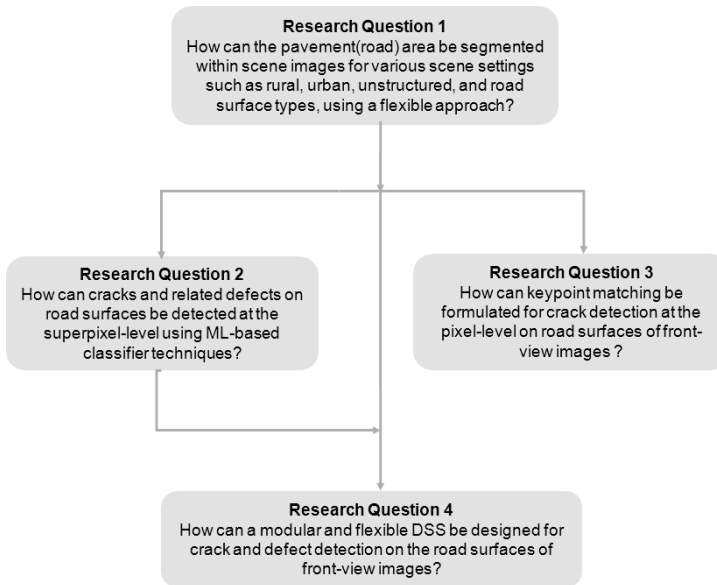 Research Question 1
How can the pavement(road) area be segmented
within scene images for various scene settings
such as rural, urban, unstructured, and road
surface types, using a flexible approach?
Research Question 2
How can cracks and related defects on
road surfaces be detected at the
superpixel-level using ML-based
classifier techniques?
Research Question 3
How can keypoint matching be
formulated for crack detection at the
pixel-level on road surfaces of front-
view images ?
Research Question 4
How can a modular and flexible DSS be designed for
crack and defect detection on the road surfaces of
front-view images?